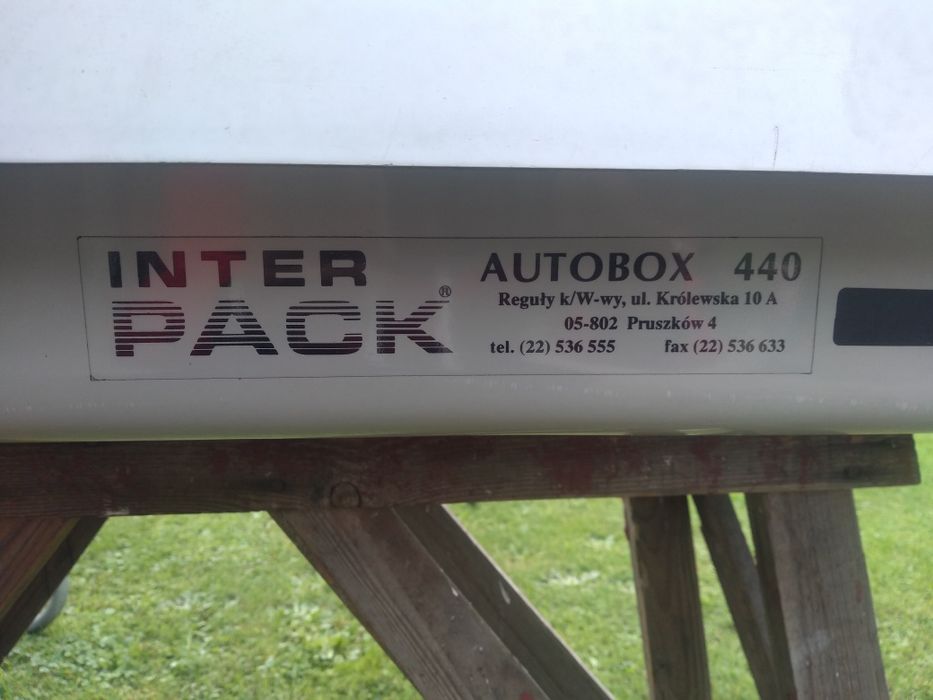 INTER
PACK®
AUTOBOX 440
Reguły k/W-wy, ul. Królewska 10 A
05-802 Pruszków 4
tel. (22) 536 555 fax (22) 536 633